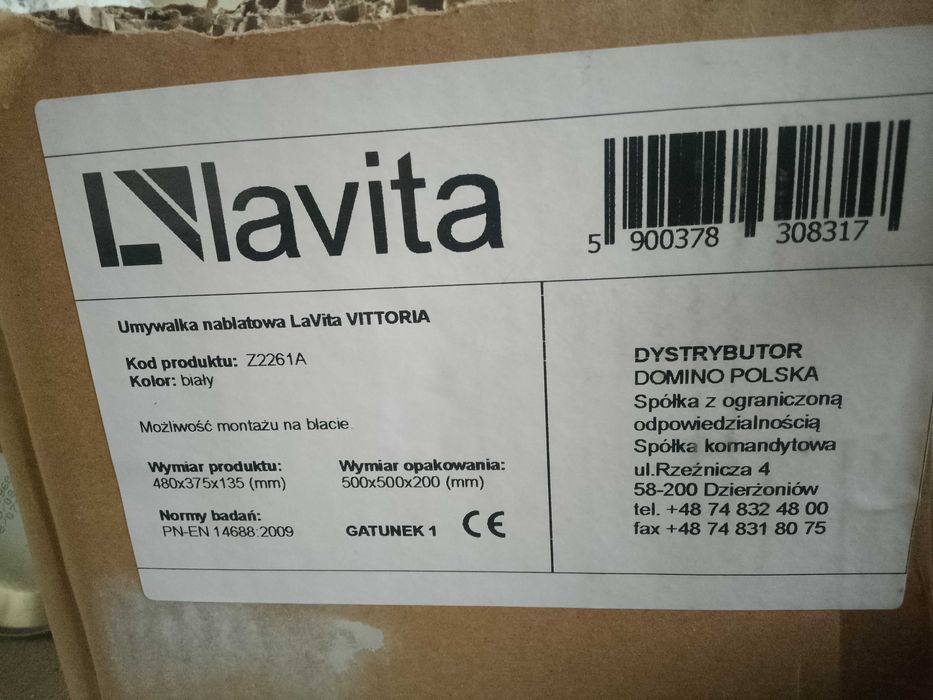 lavita
5 900378 308317
Umywalka nablatowa LaVita VITTORIA
Kod produktu: Z2261A
Kolor: biały
Możliwość montażu na blacie
Wymiar produktu:
480x375x135 (mm)
Wymiar opakowania:
500x500x200 (mm)
Normy badań:
PN-EN 14688:2009
GATUNEK 1 CE
DYSTRYBUTOR
DOMINO POLSKA
Spółka z ograniczoną
odpowiedzialnością
Spółka komandytowa
ul.Rzeźnicza 4
58-200 Dzierżoniów
tel. +48 74 832 48 00
fax +48 74 831 80 75